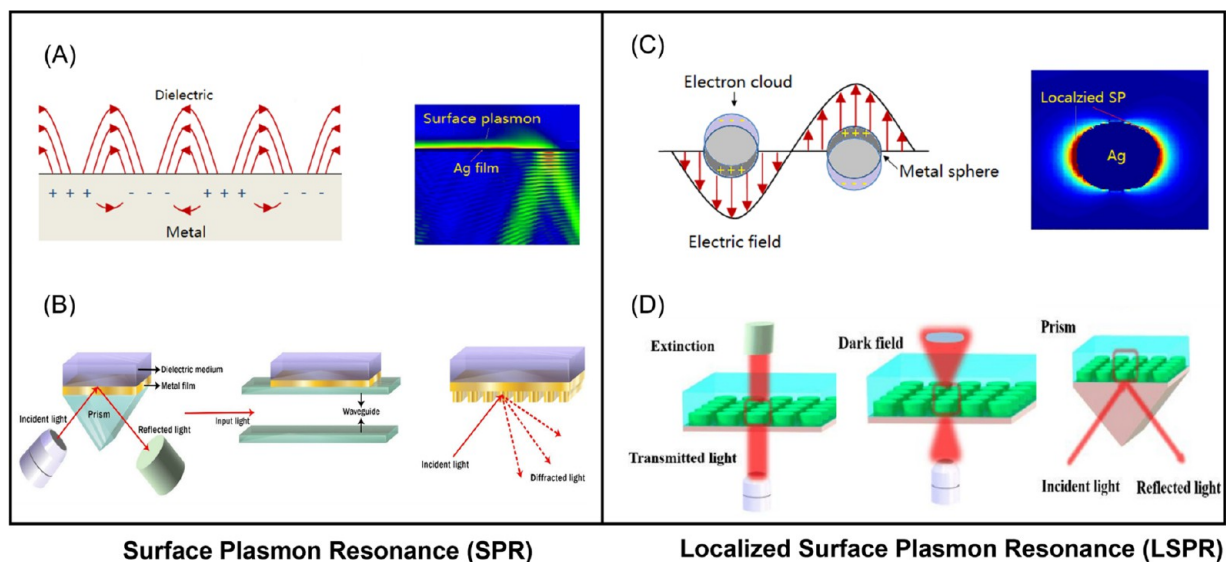 (A)
Dielectric
+ + + - - - + + + - - -
Metal
Surface plasmon
Ag film
(B)
Dielectric medium
Metal film
Incident light
Prism
Reflected light
Input light
Waveguide
Incident light
Diffracted light
Surface Plasmon Resonance (SPR)
(C)
Electron cloud
- - -
+ + +
+ + +
- - -
Metal sphere
Electric field
Localzied SP
Ag
(D)
Extinction
Transmitted light
Dark field
Prism
Incident light
Reflected light
Localized Surface Plasmon Resonance (LSPR)